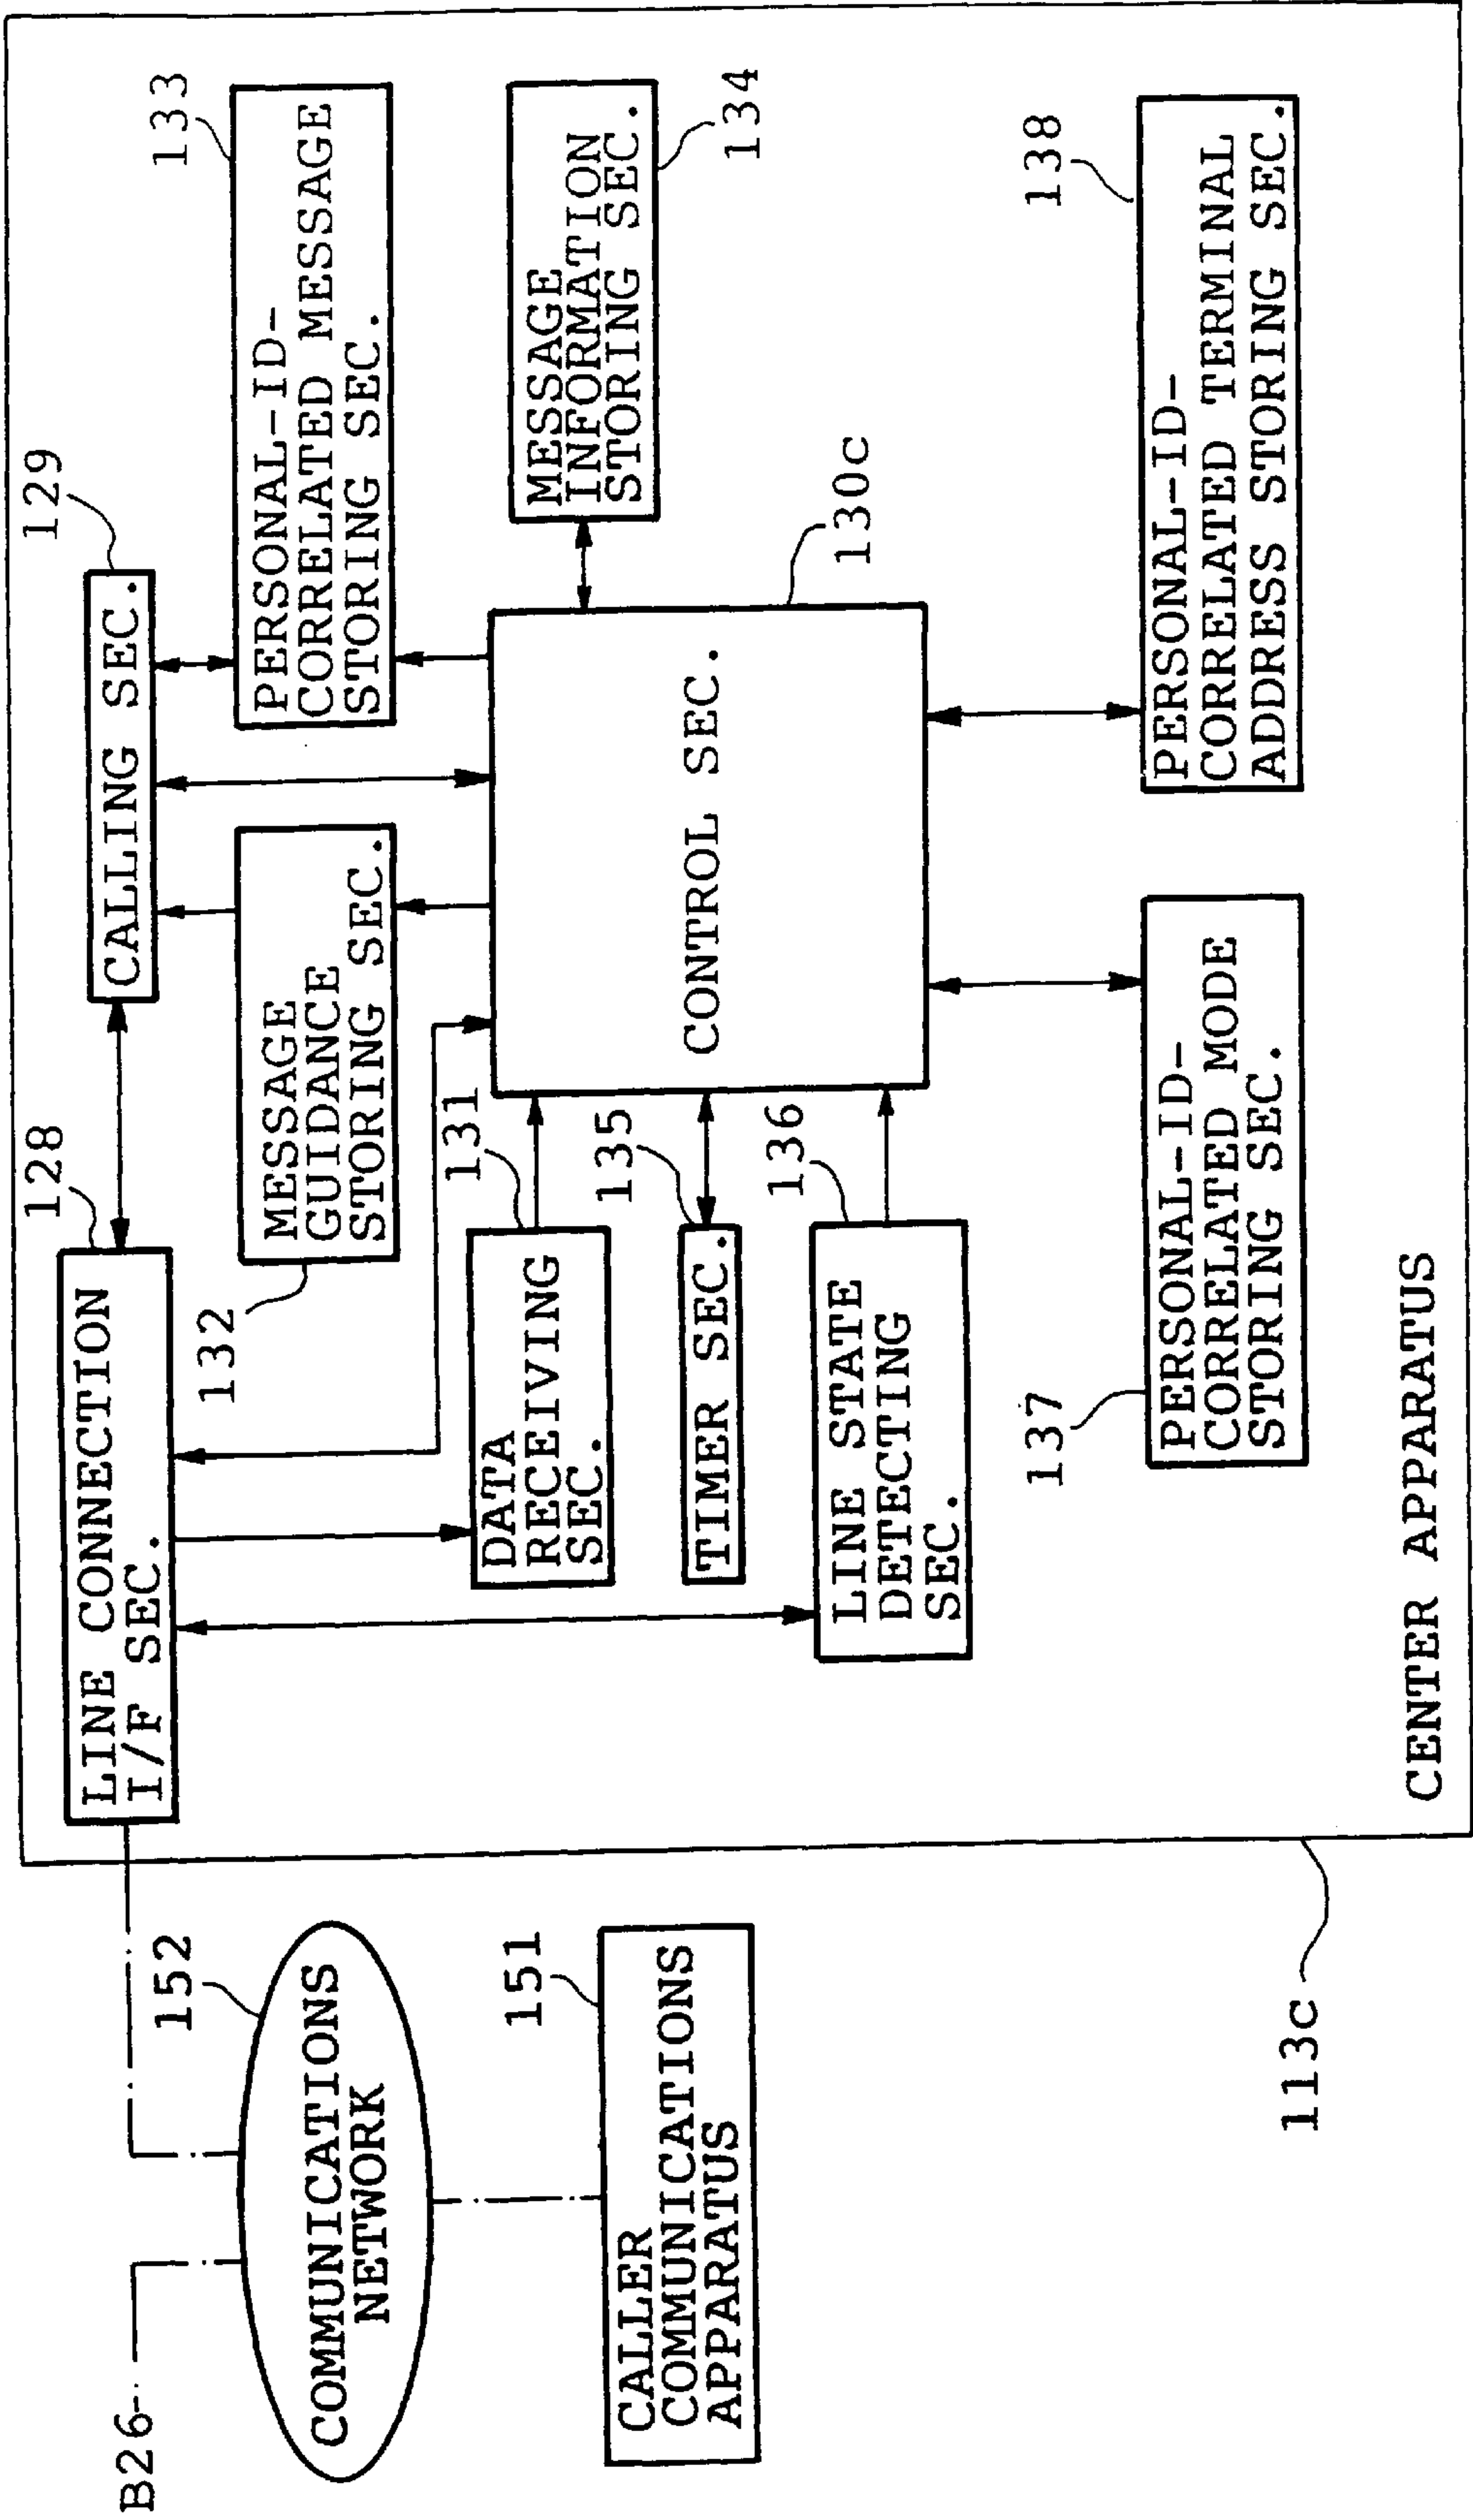 B26
152
COMMUNICATIONS
NETWORK
151
CALLER
COMMUNICATIONS
APPARATUS
113c
128
LINE CONNECTION
I/F SEC.
129
CALLING SEC.
132
MESSAGE
GUIDANCE
STORING SEC.
133
PERSONAL-ID-
CORRELATED MESSAGE
STORING SEC.
131
DATA
RECEIVING
SEC.
135
TIMER SEC.
136
LINE STATE
DETECTING
SEC.
CONTROL SEC.
130c
MESSAGE
INFORMATION
STORING SEC.
134
137
PERSONAL-ID-
CORRELATED MODE
STORING SEC.
138
PERSONAL-ID-
CORRELATED TERMINAL
ADDRESS STORING SEC.
CENTER APPARATUS